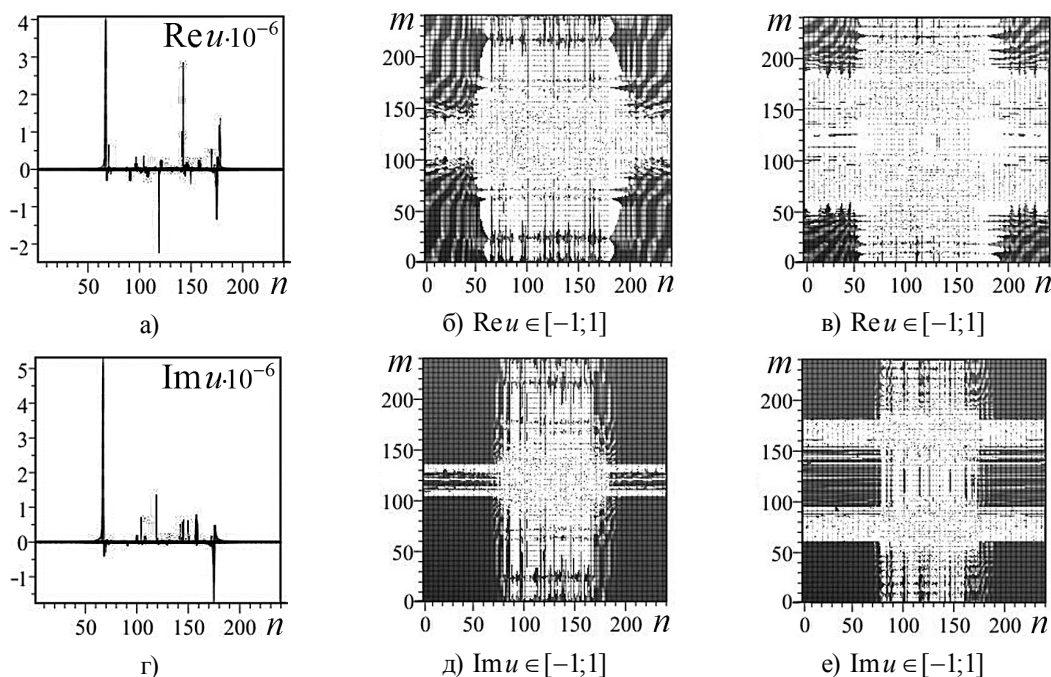 Re u·10⁻⁶
4
3
2
1
0
-1
-2
50 100 150 200 n
а)
m
200
150
100
50
0
0 50 100 150 200 n
б) Re u ∈ [−1;1]
m
200
150
100
50
0
0 50 100 150 200 n
в) Re u ∈ [−1;1]
Im u·10⁻⁶
5
4
3
2
1
0
-1
50 100 150 200 n
г)
m
200
150
100
50
0
0 50 100 150 200 n
д) Im u ∈ [−1;1]
m
200
150
100
50
0
0 50 100 150 200 n
е) Im u ∈ [−1;1]